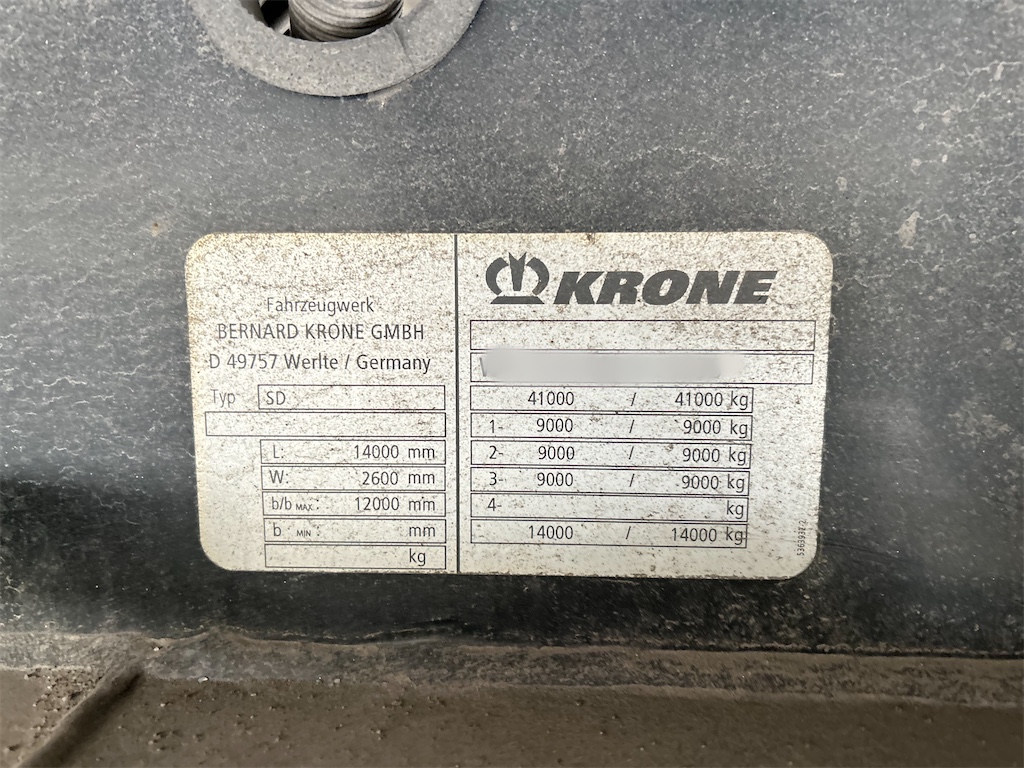 Fahrzeugwerk
BERNARD KRONE GMBH
D 49757 Werlte / Germany
Typ SD
L: 14000 mm
W: 2600 mm
b/b MAX : 12000 mm
b MIN : mm
kg
KRONE
41000 / 41000 kg
1- 9000 / 9000 kg
2- 9000 / 9000 kg
3- 9000 / 9000 kg
4- kg
14000 / 14000 kg